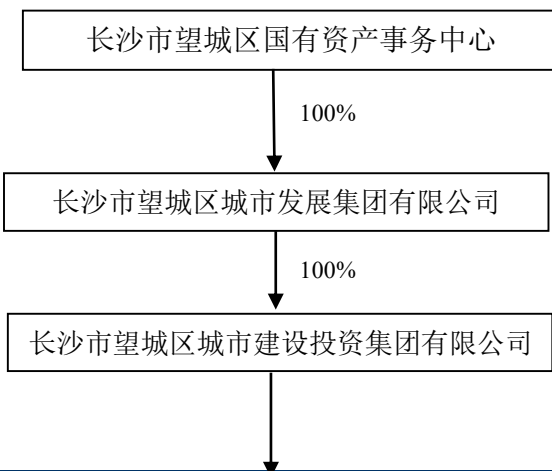 长沙市望城区国有资产事务中心
100%
长沙市望城区城市发展集团有限公司
100%
长沙市望城区城市建设投资集团有限公司